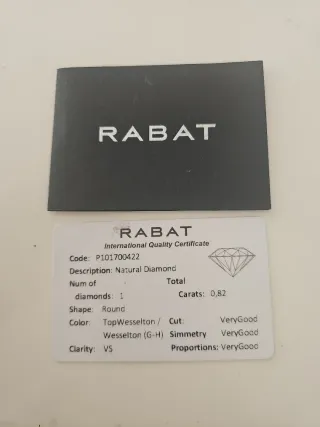 RABAT
RABAT
International Quality Certificate
Code: P101700422
Description: Natural Diamond
Num of diamonds: 1 Total Carats: 0,82
Shape: Round
Color: TopWesselton / Wesselton (G-H) Cut: VeryGood
Simmetry VeryGood
Clarity: VS Proportions: VeryGood